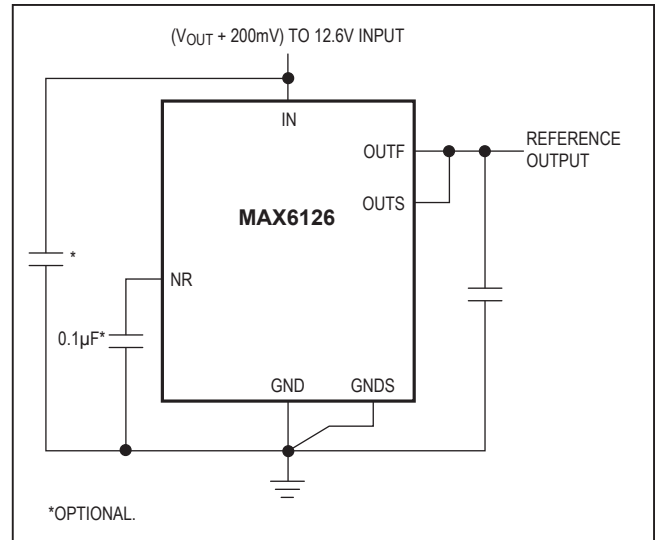 (VOUT + 200mV) TO 12.6V INPUT
IN
OUTF
REFERENCE
OUTPUT
OUTS
MAX6126
*
NR
0.1µF*
GND
GNDS
*OPTIONAL.